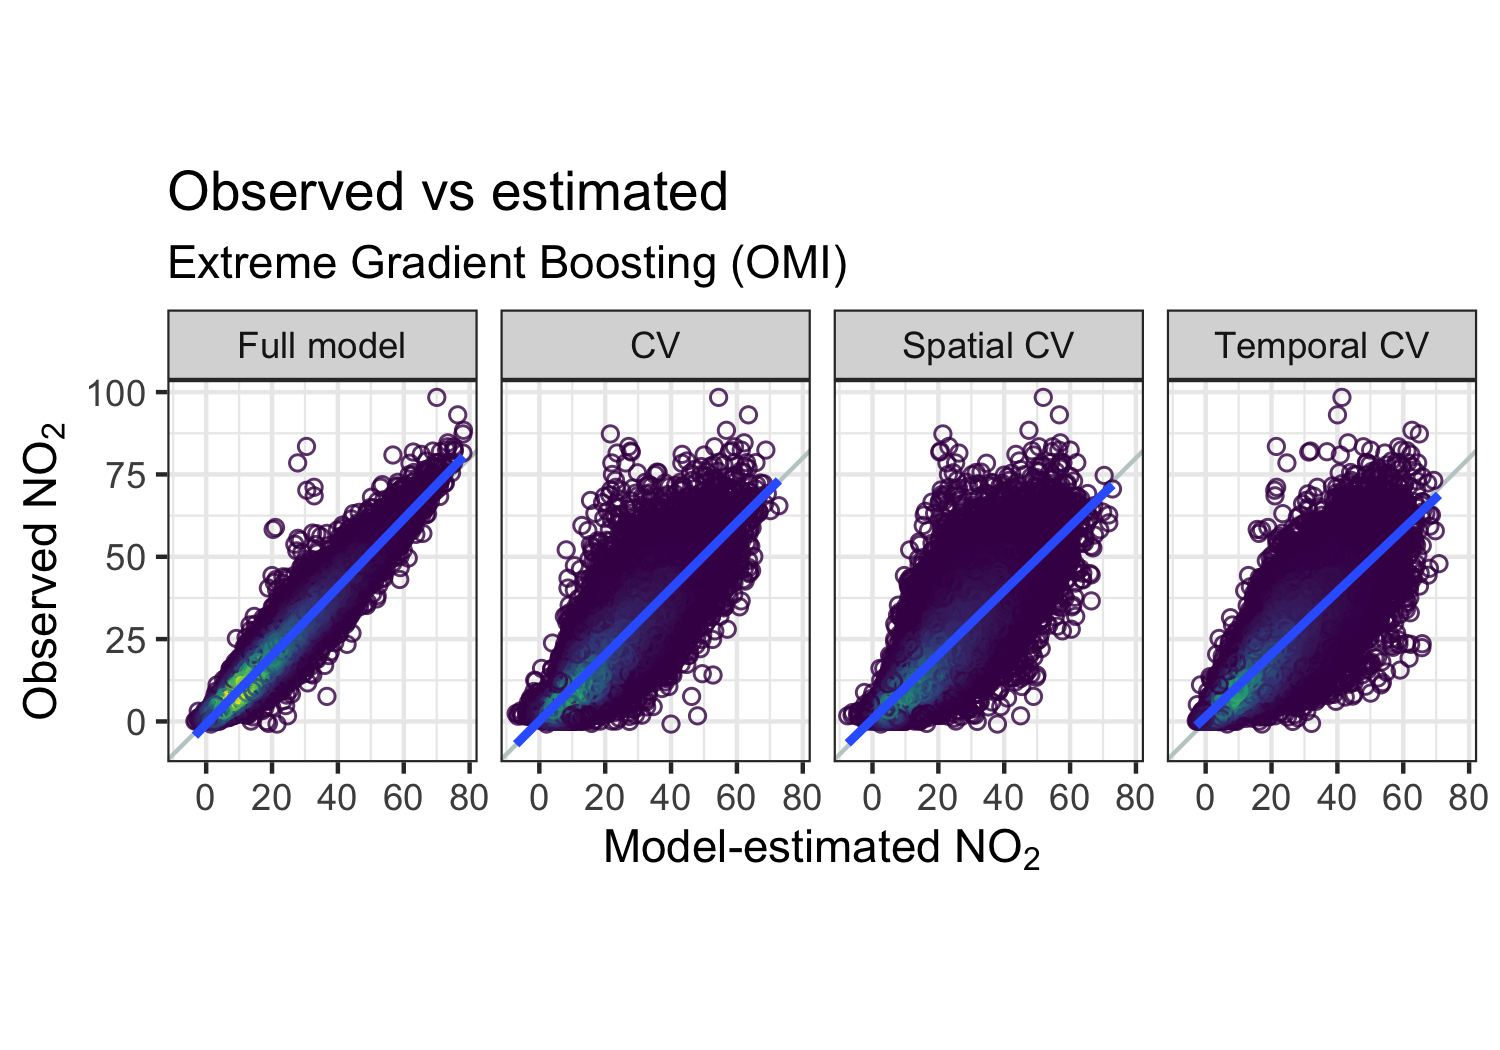 Observed vs estimated
Extreme Gradient Boosting (OMI)
Full model CV Spatial CV Temporal CV
100
75
50
25
0
Observed NO₂
0 20 40 60 80 0 20 40 60 80 0 20 40 60 80 0 20 40 60 80
Model-estimated NO₂